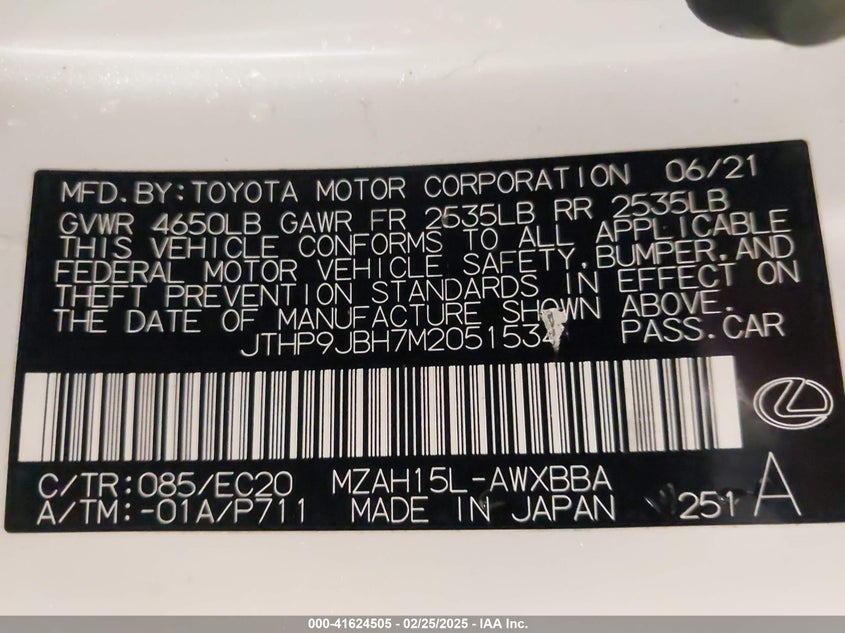 MFD.BY:TOYOTA MOTOR CORPORATION 06/21
GVWR 4650LB GAWR FR 2535LB RR 2535LB
THIS VEHICLE CONFORMS TO ALL APPLICABLE
FEDERAL MOTOR VEHICLE SAFETY,BUMPER,AND
THEFT PREVENTION STANDARDS IN EFFECT ON
THE DATE OF MANUFACTURE SHOWN ABOVE.
JTHP9JBH7M2051534 PASS.CAR
C/TR:085/EC20 MZAH15L-AWXBBA
A/TM:-01A/P711 MADE IN JAPAN 251 A
000-41624505 — 02/25/2025 — IAA Inc.